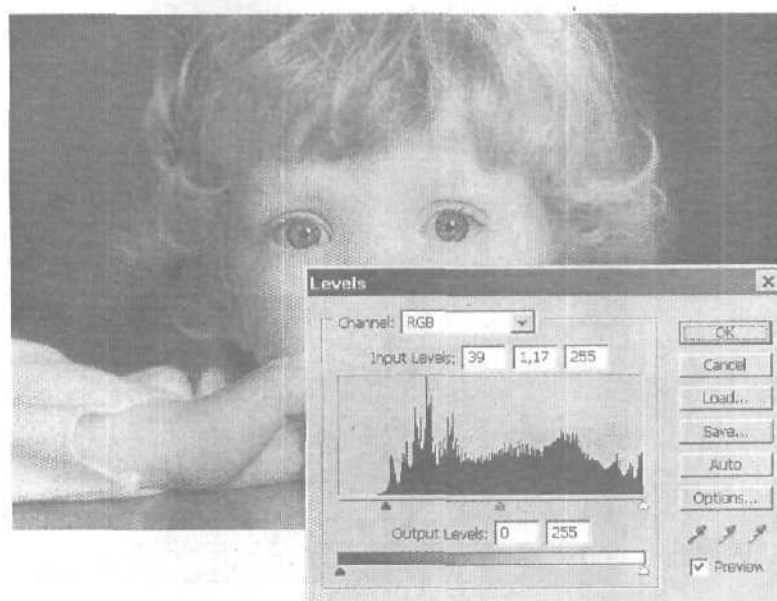 Levels
Channel: RGB
OK
Input Levels: 39 1,17 255
Cancel
Load...
Save...
Auto
Options...
Output Levels: 0 255
Preview